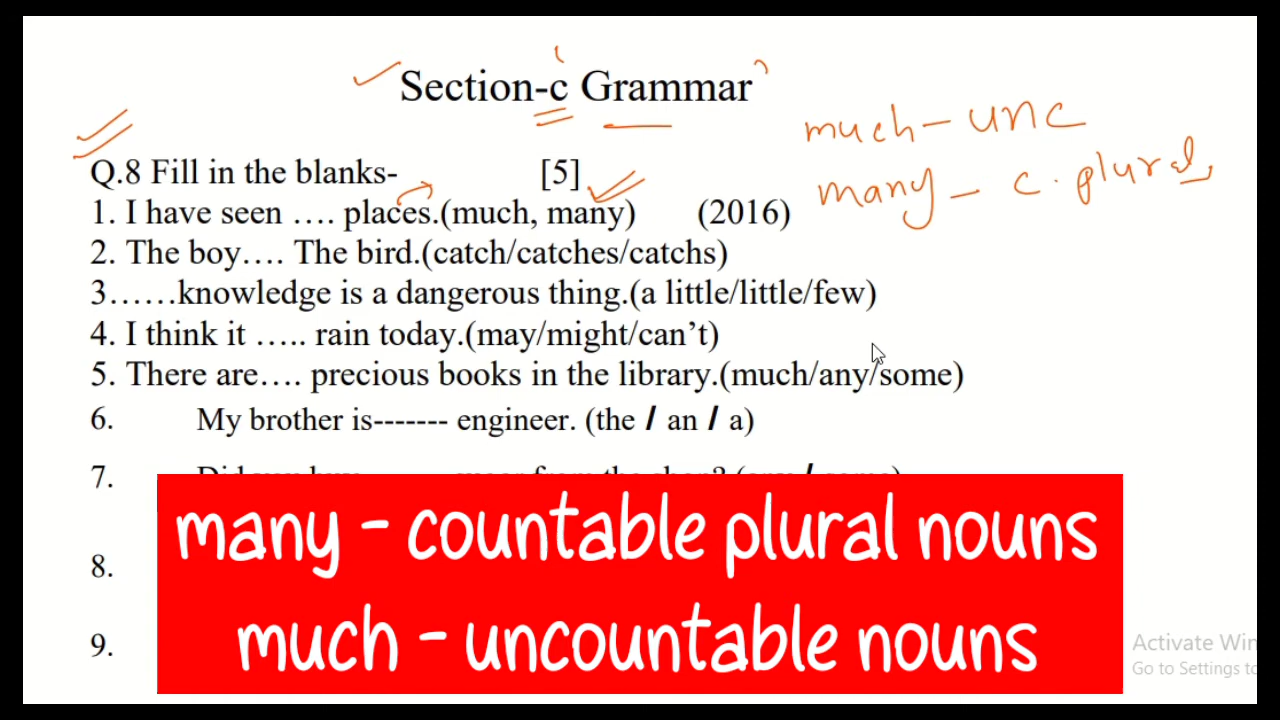 Section-c Grammar
much - unc
many - c. plural,
Q.8 Fill in the blanks- [5]
1. I have seen …. places.(much, many) (2016)
2. The boy…. The bird.(catch/catches/catchs)
3……knowledge is a dangerous thing.(a little/little/few)
4. I think it ….. rain today.(may/might/can’t)
5. There are…. precious books in the library.(much/any/some)
6. My brother is------- engineer. (the / an / a)
7.
many - countable plural nouns
8.
much - uncountable nouns
9.
Activate Win
Go to Settings to